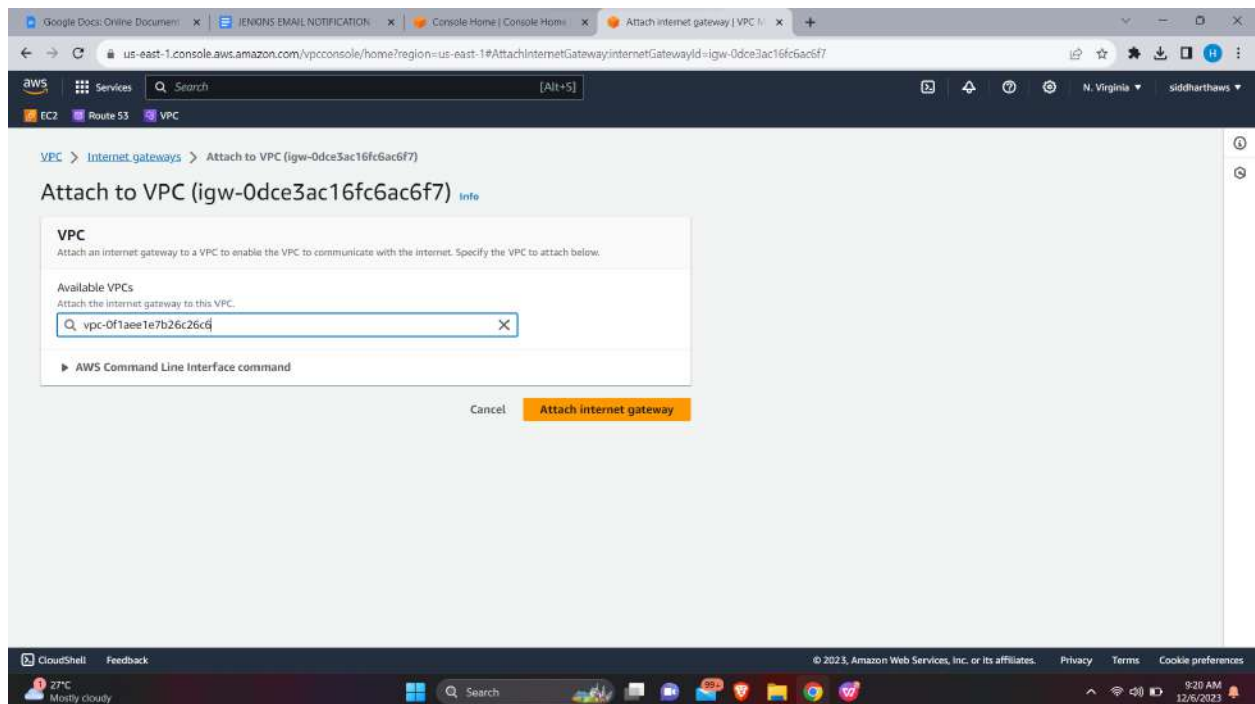 Google Docs: Online Document
JENKINS EMAIL NOTIFICATION
Console Home | Console Home
Attach internet gateway | VPC M
us-east-1.console.aws.amazon.com/vpcconsole/home?region=us-east-1#AttachInternetGateway:internetGatewayId=igw-0dce3ac16fc6ac6f7
H
aws
Services
Search
[Alt+S]
N. Virginia
siddharthaws
EC2
Route 53
VPC
VPC > Internet gateways > Attach to VPC (igw-0dce3ac16fc6ac6f7)
Attach to VPC (igw-0dce3ac16fc6ac6f7) Info
VPC
Attach an internet gateway to a VPC to enable the VPC to communicate with the internet. Specify the VPC to attach below.
Available VPCs
Attach the internet gateway to this VPC.
vpc-0f1aee1e7b26c26c6
AWS Command Line Interface command
Cancel
Attach internet gateway
CloudShell
Feedback
© 2023, Amazon Web Services, Inc. or its affiliates.
Privacy
Terms
Cookie preferences
1
27°C
Mostly cloudy
Search
99+
9:20 AM
12/6/2023